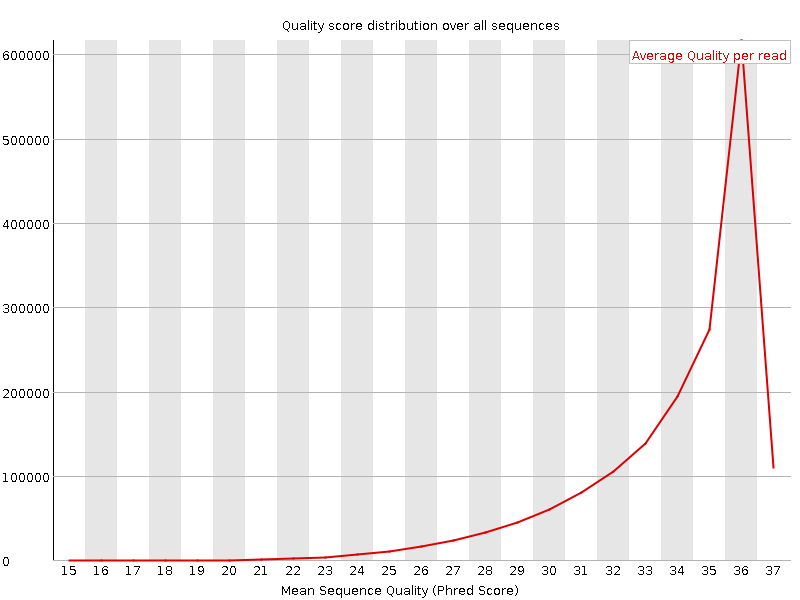 Quality score distribution over all sequences
Average Quality per read
600000
500000
400000
300000
200000
100000
0
15 16 17 18 19 20 21 22 23 24 25 26 27 28 29 30 31 32 33 34 35 36 37
Mean Sequence Quality (Phred Score)